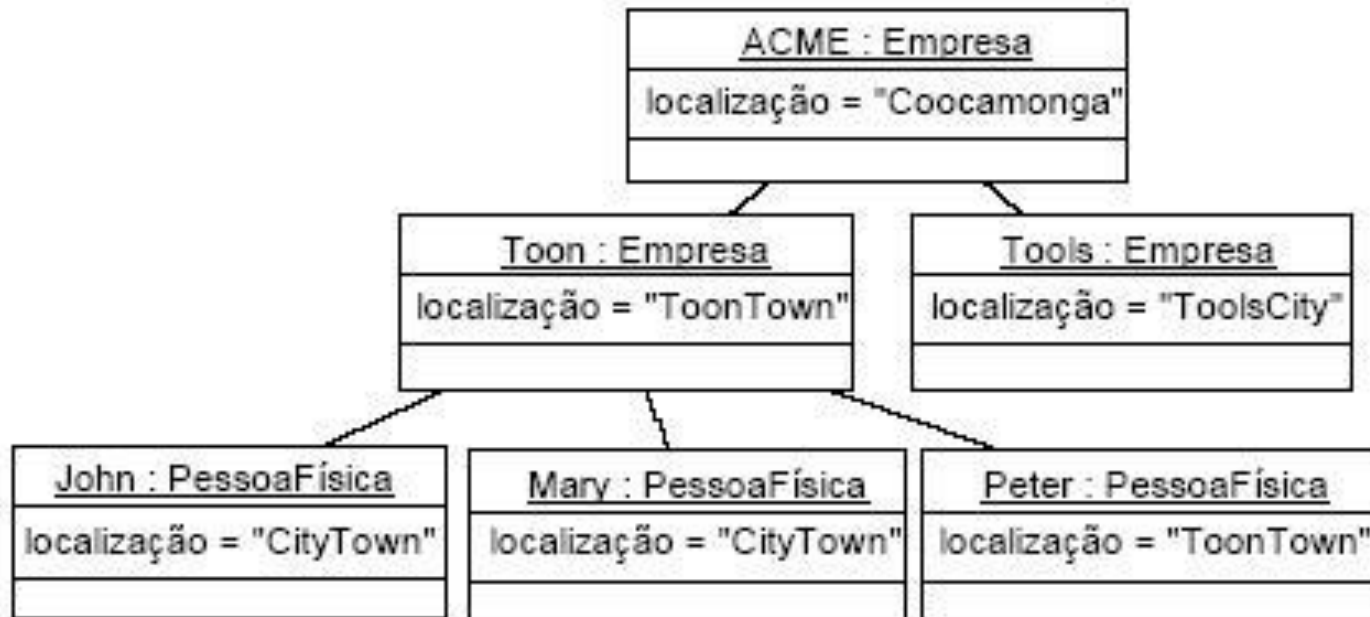 ACME : Empresa
localização = "Coocamonga"
Toon : Empresa
localização = "ToonTown"
Tools : Empresa
localização = "ToolsCity"
John : PessoaFísica
localização = "CityTown"
Mary : PessoaFísica
localização = "CityTown"
Peter : PessoaFísica
localização = "ToonTown"